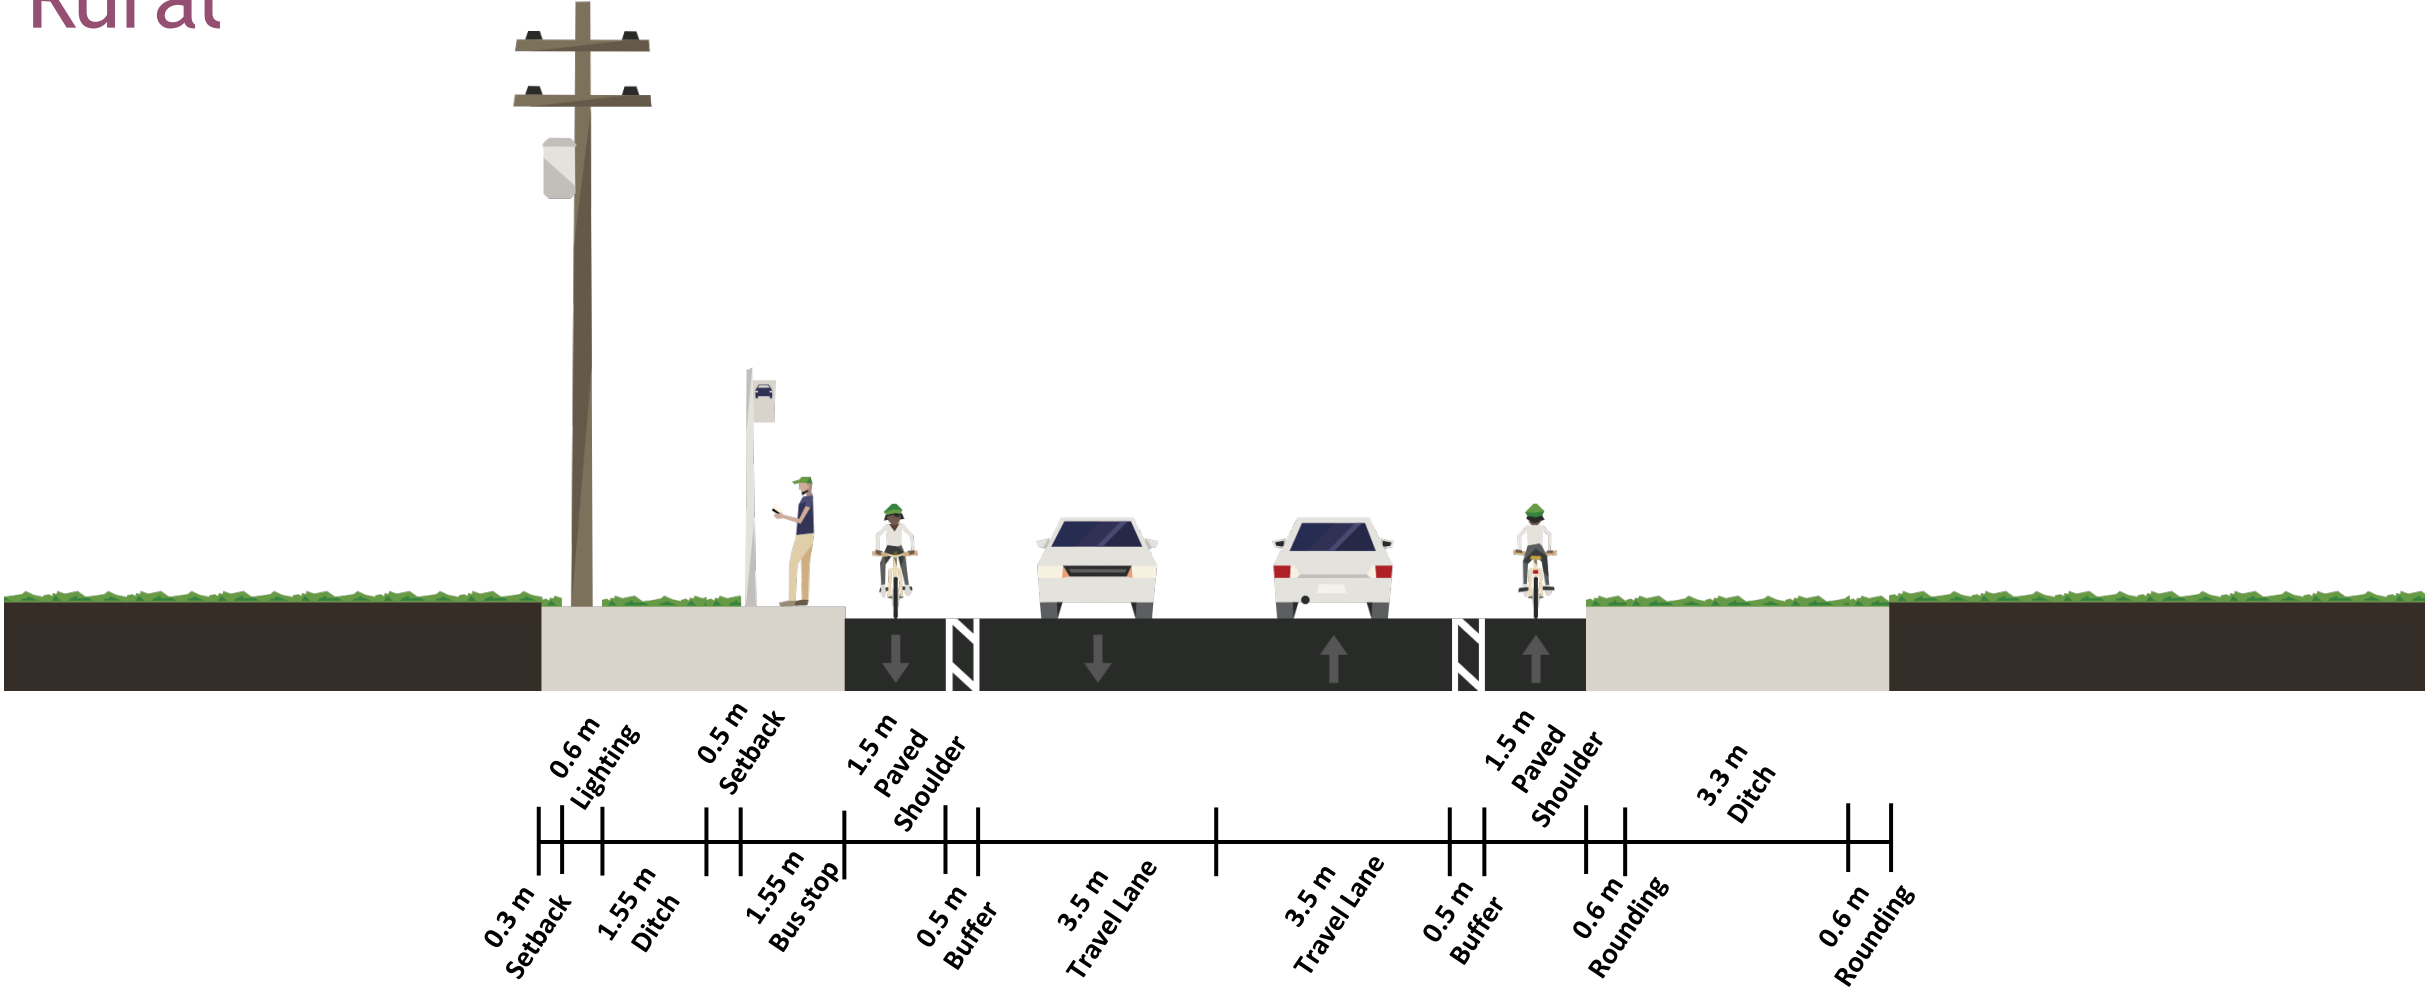 Rural
0.3 m
Setback
0.6 m
Lighting
1.55 m
Ditch
0.5 m
Setback
1.55 m
Bus stop
1.5 m
Paved
Shoulder
0.5 m
Buffer
3.5 m
Travel Lane
3.5 m
Travel Lane
0.5 m
Buffer
1.5 m
Paved
Shoulder
0.6 m
Rounding
3.3 m
Ditch
0.6 m
Rounding